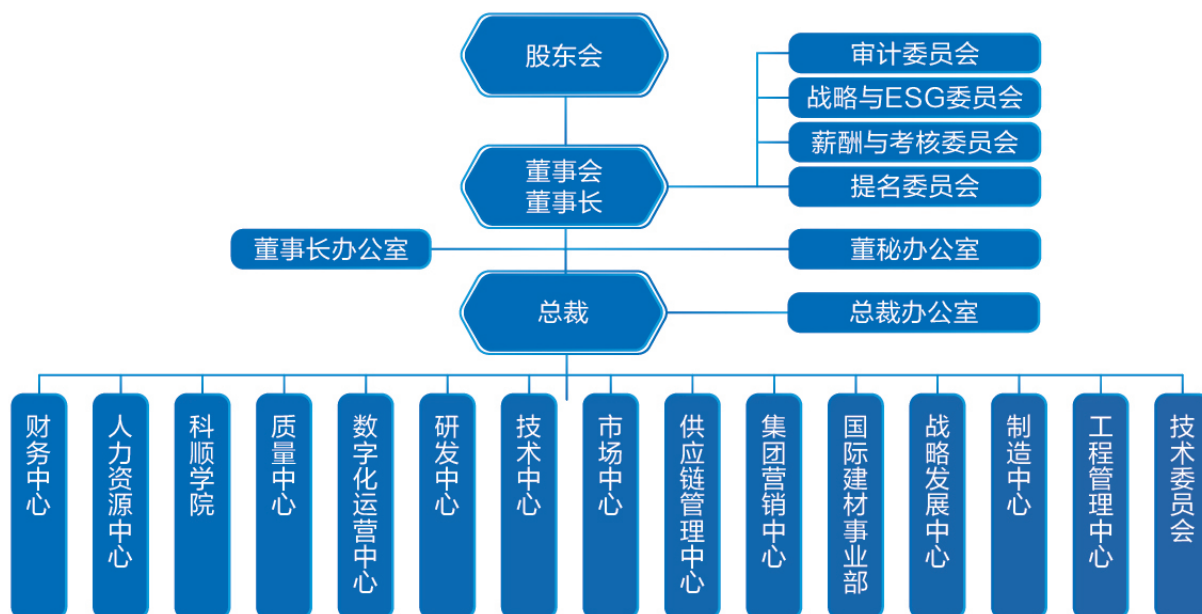 股东会
审计委员会
战略与ESG委员会
薪酬与考核委员会
董事会
董事长
提名委员会
董事长办公室
董秘办公室
总裁
总裁办公室
财务中心
人力资源中心
科顺学院
质量中心
数字化运营中心
研发中心
技术中心
市场中心
供应链管理中心
集团营销中心
国际建材事业部
战略发展中心
制造中心
工程管理中心
技术委员会